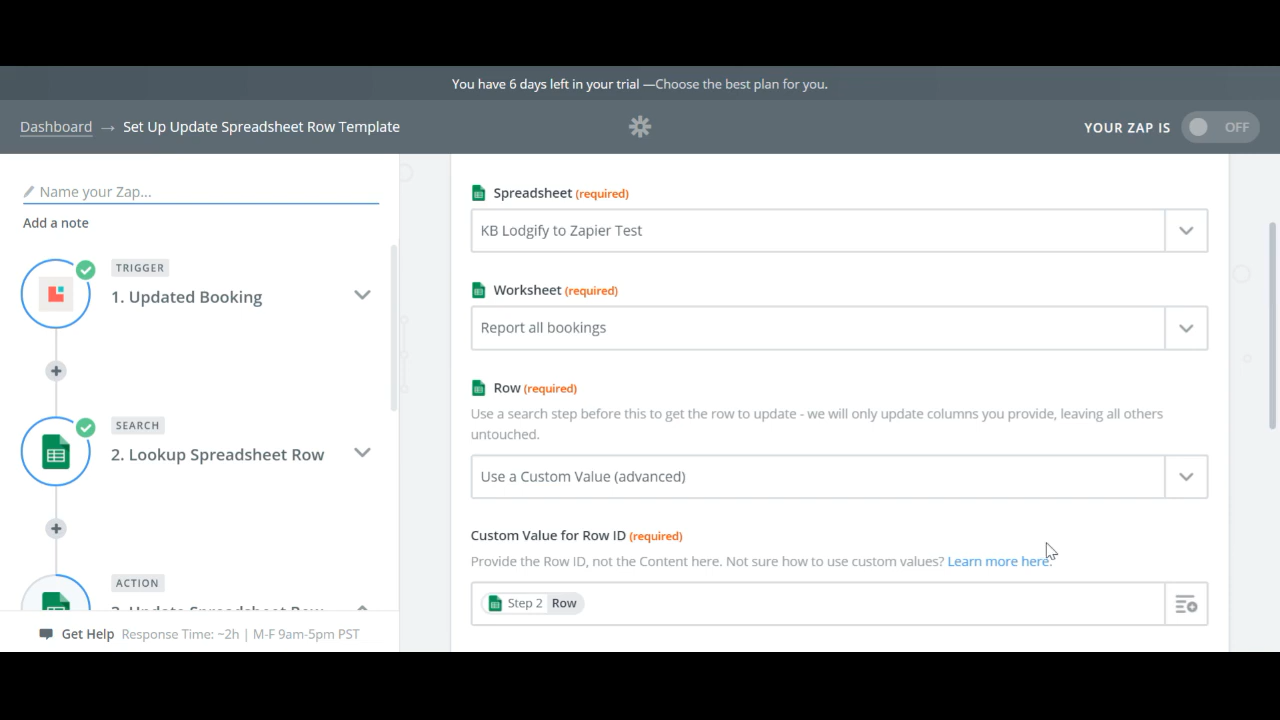 You have 6 days left in your trial —Choose the best plan for you.
Dashboard → Set Up Update Spreadsheet Row Template
YOUR ZAP IS OFF
Name your Zap...
Add a note
TRIGGER
1. Updated Booking
SEARCH
2. Lookup Spreadsheet Row
ACTION
3. Update Spreadsheet Row
Get Help Response Time: ~2h | M-F 9am-5pm PST
Spreadsheet (required)
KB Lodgify to Zapier Test
Worksheet (required)
Report all bookings
Row (required)
Use a search step before this to get the row to update - we will only update columns you provide, leaving all others
untouched.
Use a Custom Value (advanced)
Custom Value for Row ID (required)
Provide the Row ID, not the Content here. Not sure how to use custom values? Learn more here.
Step 2 Row